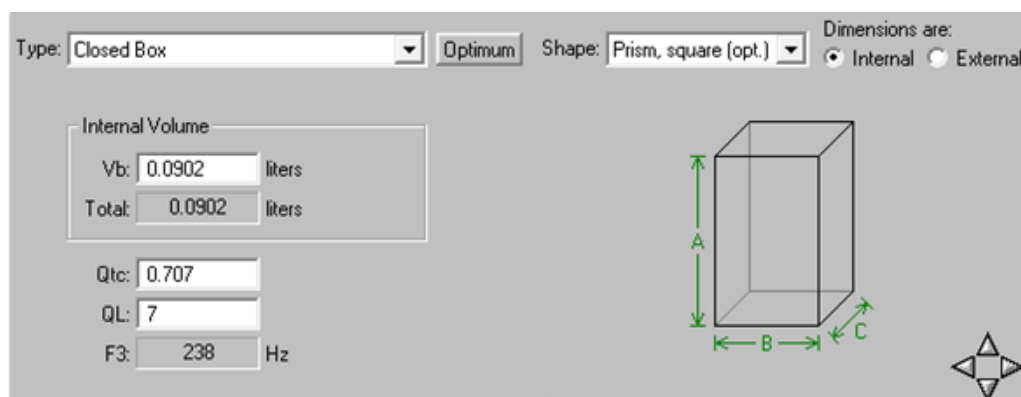 Type: Closed Box Optimum Shape: Prism, square (opt.) Dimensions are:
Internal External
Internal Volume
Vb: 0.0902 liters
Total: 0.0902 liters
Qtc: 0.707
QL: 7
F3: 238 Hz
A
B
C